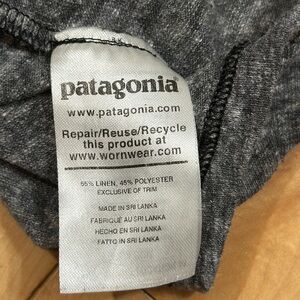 patagonia®
www.patagonia.com
Repair/Reuse/Recycle
this product at
www.wornwear.com
55% LINEN, 45% POLYESTER
EXCLUSIVE OF TRIM
MADE IN SRI LANKA
FABRIQUÉ AU SRI LANKA
HECHO EN SRI LANKA
FATTO IN SRI LANKA